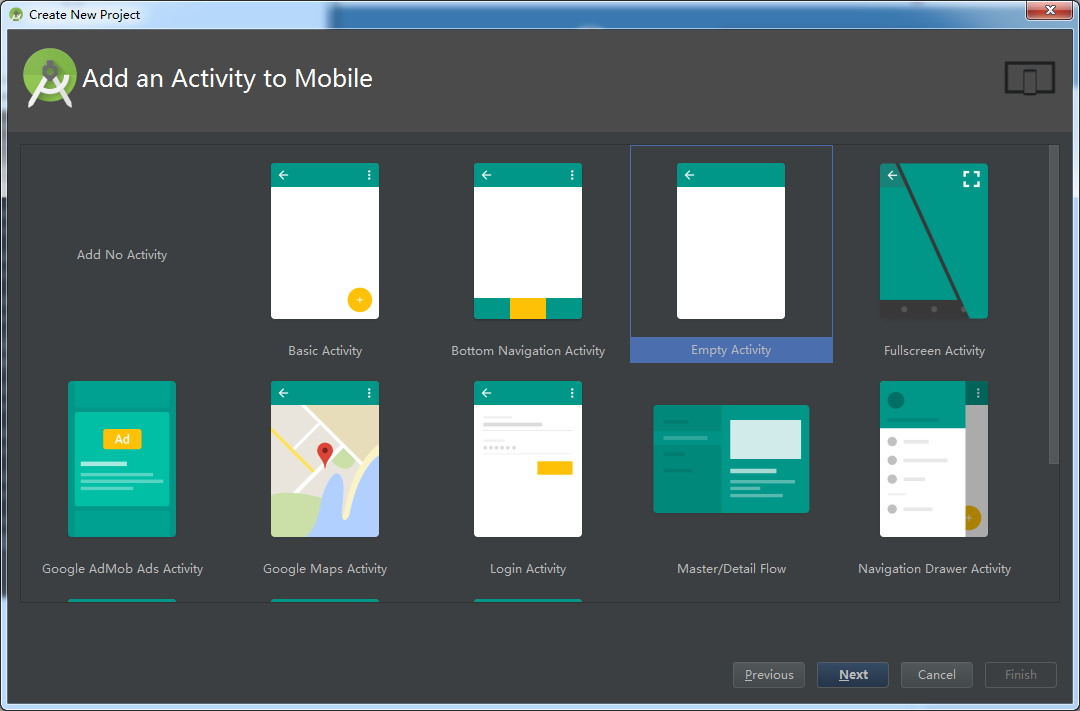 Create New Project
Add an Activity to Mobile
Add No Activity
Basic Activity
Bottom Navigation Activity
Empty Activity
Fullscreen Activity
Ad
Google AdMob Ads Activity
Google Maps Activity
Login Activity
Master/Detail Flow
Navigation Drawer Activity
Previous
Next
Cancel
Finish